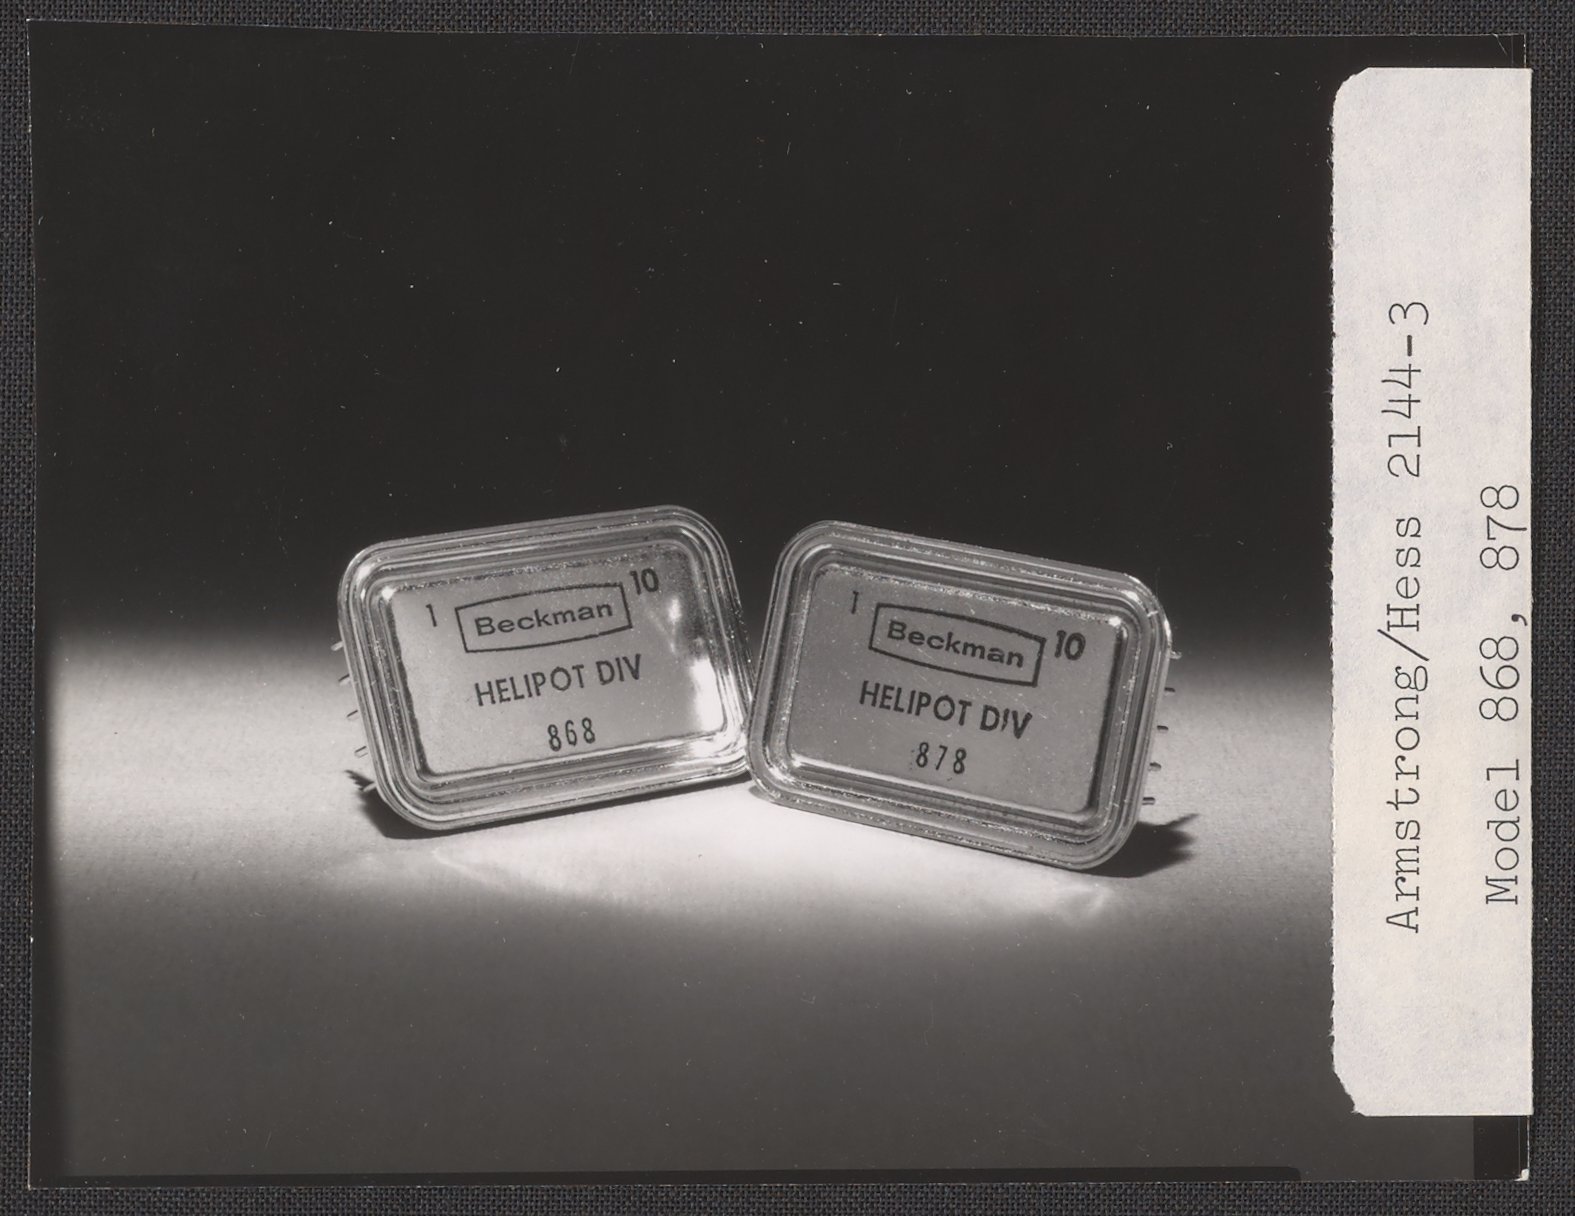 1 Beckman 10
HELIPOT DIV
868
1 Beckman 10
HELIPOT DIV
878
Armstrong/Hess 2144-3
Model 868, 878